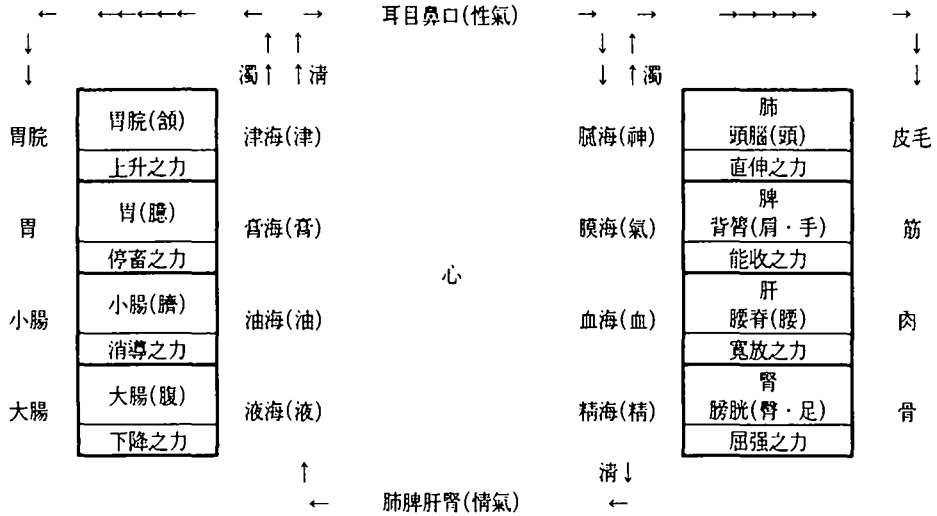 耳目鼻口(性氣)
濁 淸 濁
胃脘 胃脘(頷) 津海(津) 膩海(神) 肺 頭腦(頭) 皮毛
上升之力 直伸之力
胃 胃(臆) 膏海(膏) 膜海(氣) 脾 背膂(肩・手) 筋
停畜之力 能收之力
心
小腸 小腸(臍) 油海(油) 血海(血) 肝 腰脊(腰) 肉
消導之力 寬放之力
大腸 大腸(腹) 液海(液) 精海(精) 腎 膀胱(臀・足) 骨
下降之力 屈强之力
淸
肺脾肝腎(情氣)